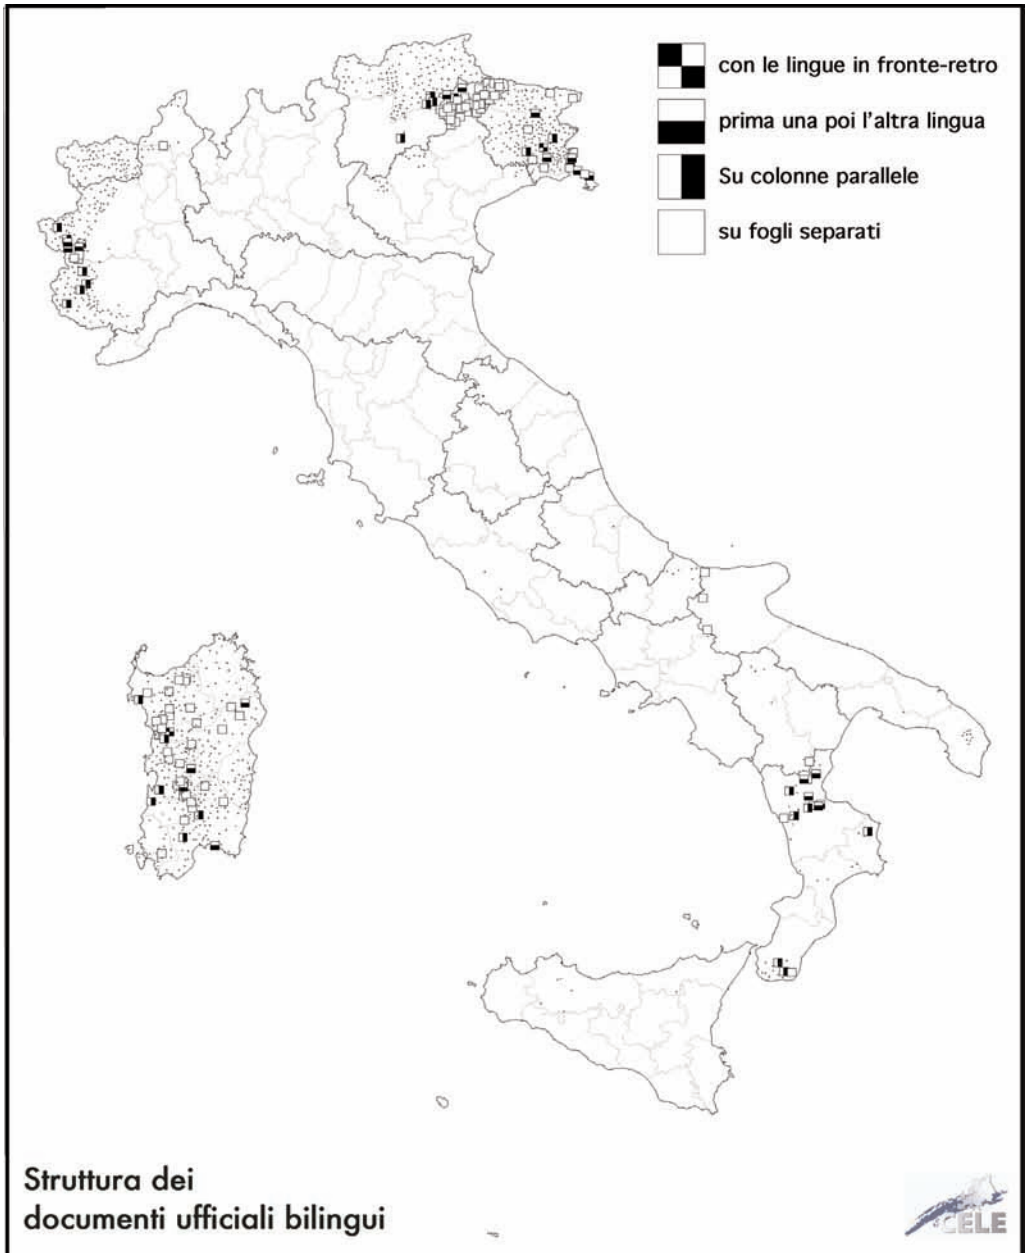 con le lingue in fronte-retro
prima una poi l'altra lingua
Su colonne parallele
su fogli separati
Struttura dei
documenti ufficiali bilingui
CELE